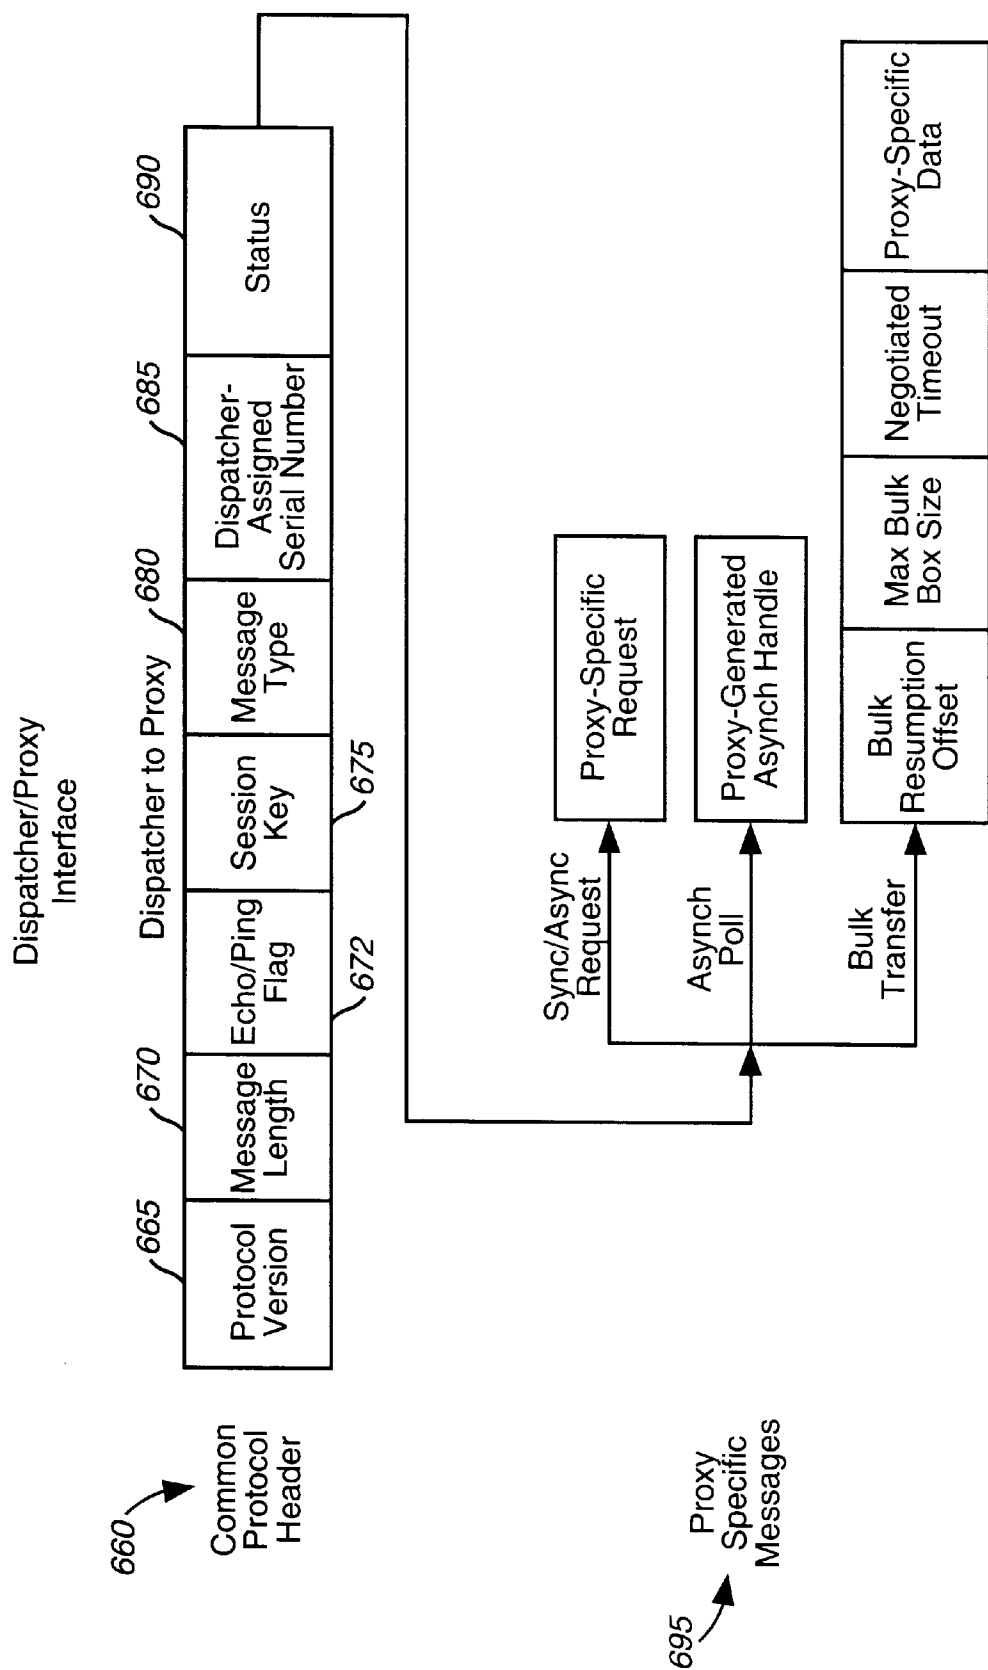 Dispatcher/Proxy
Interface
Dispatcher to Proxy
660
Common
Protocol
Header
665
Protocol
Version
670
Message
Length
Echo/Ping
Flag
672
Session
Key
675
680
Message
Type
685
Dispatcher-
Assigned
Serial Number
690
Status
695
Proxy
Specific
Messages
Sync/Async
Request
Proxy-Specific
Request
Asynch
Poll
Proxy-Generated
Asynch Handle
Bulk
Transfer
Bulk
Resumption
Offset
Max Bulk
Box Size
Negotiated
Timeout
Proxy-Specific
Data